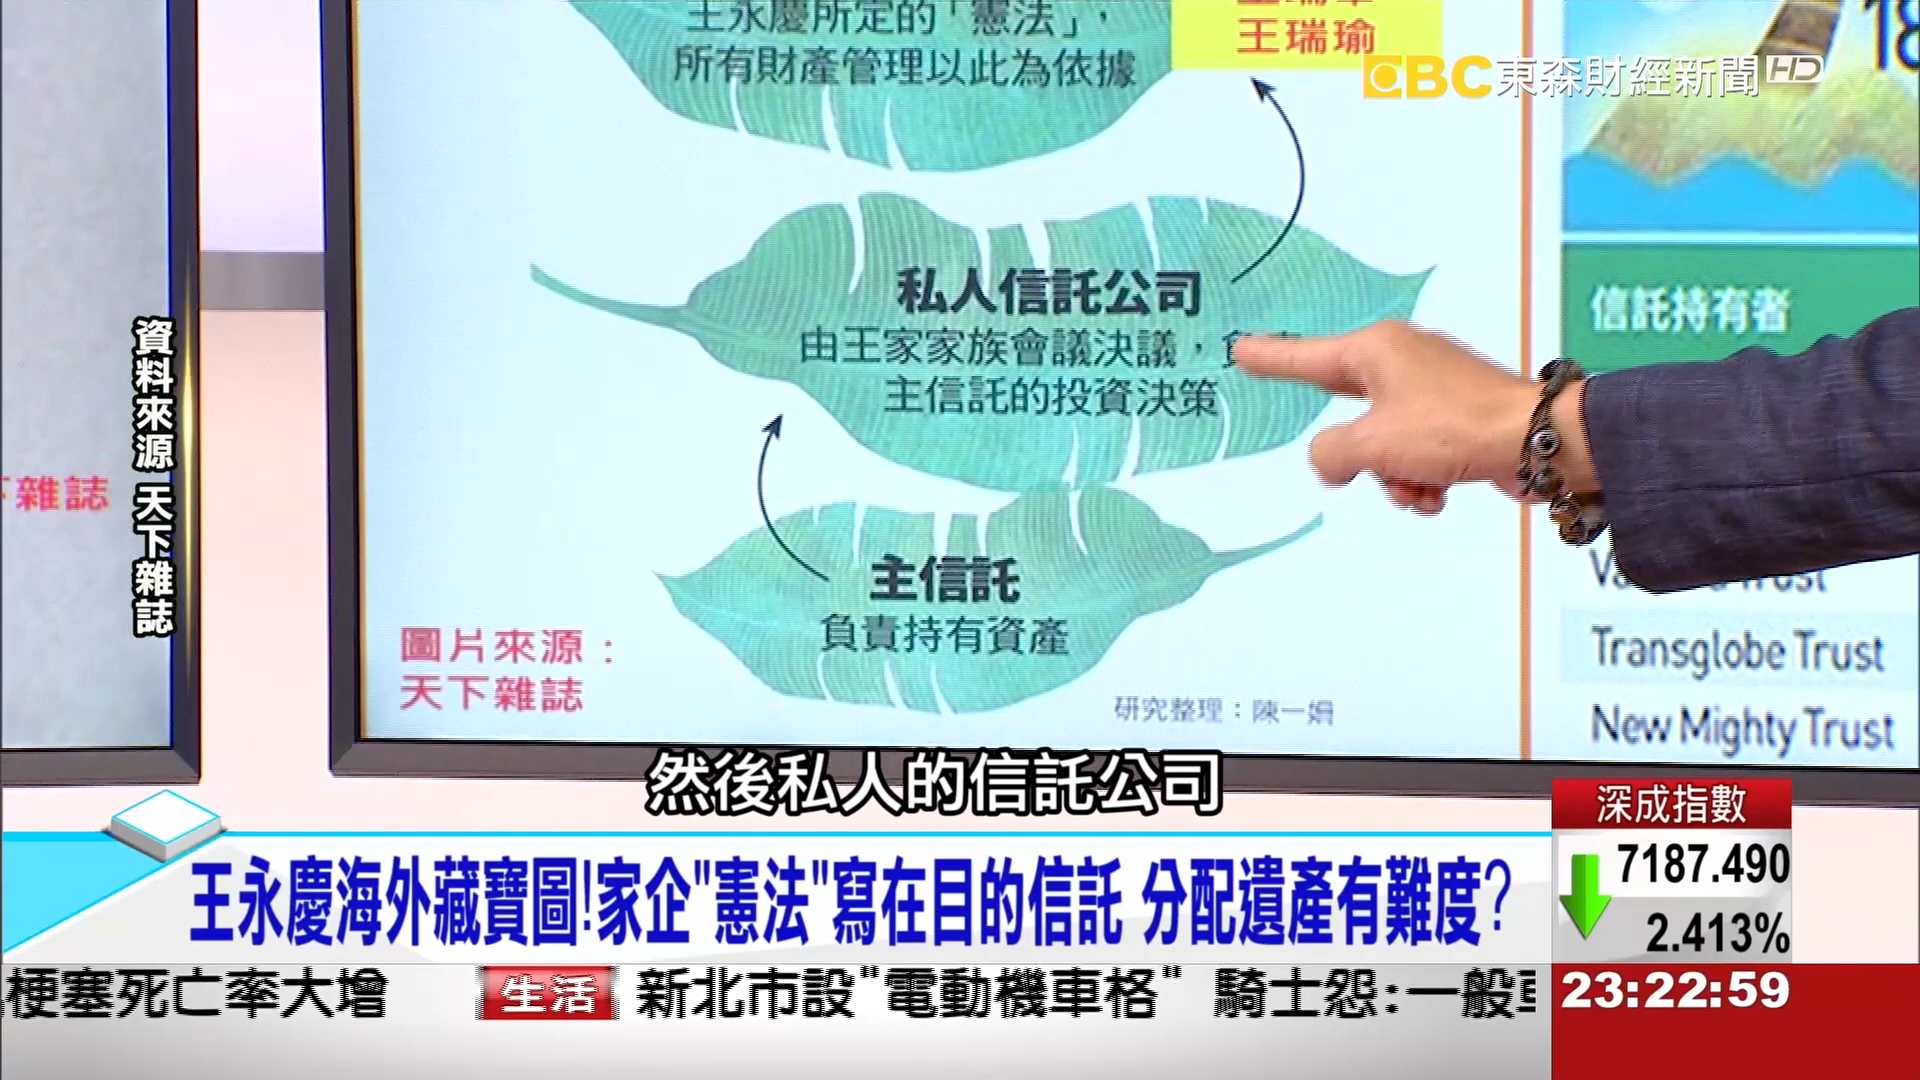 王永慶所定的「憲法」，
所有財產管理以此為依據
王瑞瑜
EBC 東森財經新聞 HD
18
私人信託公司
由王家家族會議決議，
主信託的投資決策
信託持有者
主信託
負責持有資產
Transglobe Trust
New Mighty Trust
圖片來源：
天下雜誌
研究整理：陳一姍
下雜誌
資料來源 天下雜誌
然後私人的信託公司
王永慶海外藏寶圖!家企"憲法"寫在目的信託 分配遺產有難度?
深成指數
7187.490
2.413%
梗塞死亡率大增 生活 新北市設"電動機車格" 騎士怨:一般
23:22:59